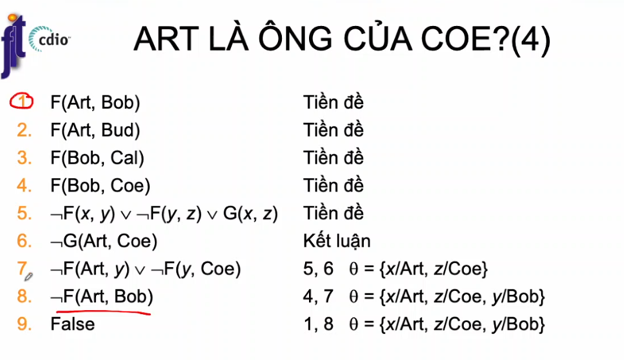 fit cdio
ART LÀ ÔNG CỦA COE?(4)
1. F(Art, Bob) Tiền đề
2. F(Art, Bud) Tiền đề
3. F(Bob, Cal) Tiền đề
4. F(Bob, Coe) Tiền đề
5. ¬F(x, y) ∨ ¬F(y, z) ∨ G(x, z) Tiền đề
6. ¬G(Art, Coe) Kết luận
7. ¬F(Art, y) ∨ ¬F(y, Coe) 5, 6 θ = {x/Art, z/Coe}
8. ¬F(Art, Bob) 4, 7 θ = {x/Art, z/Coe, y/Bob}
9. False 1, 8 θ = {x/Art, z/Coe, y/Bob}